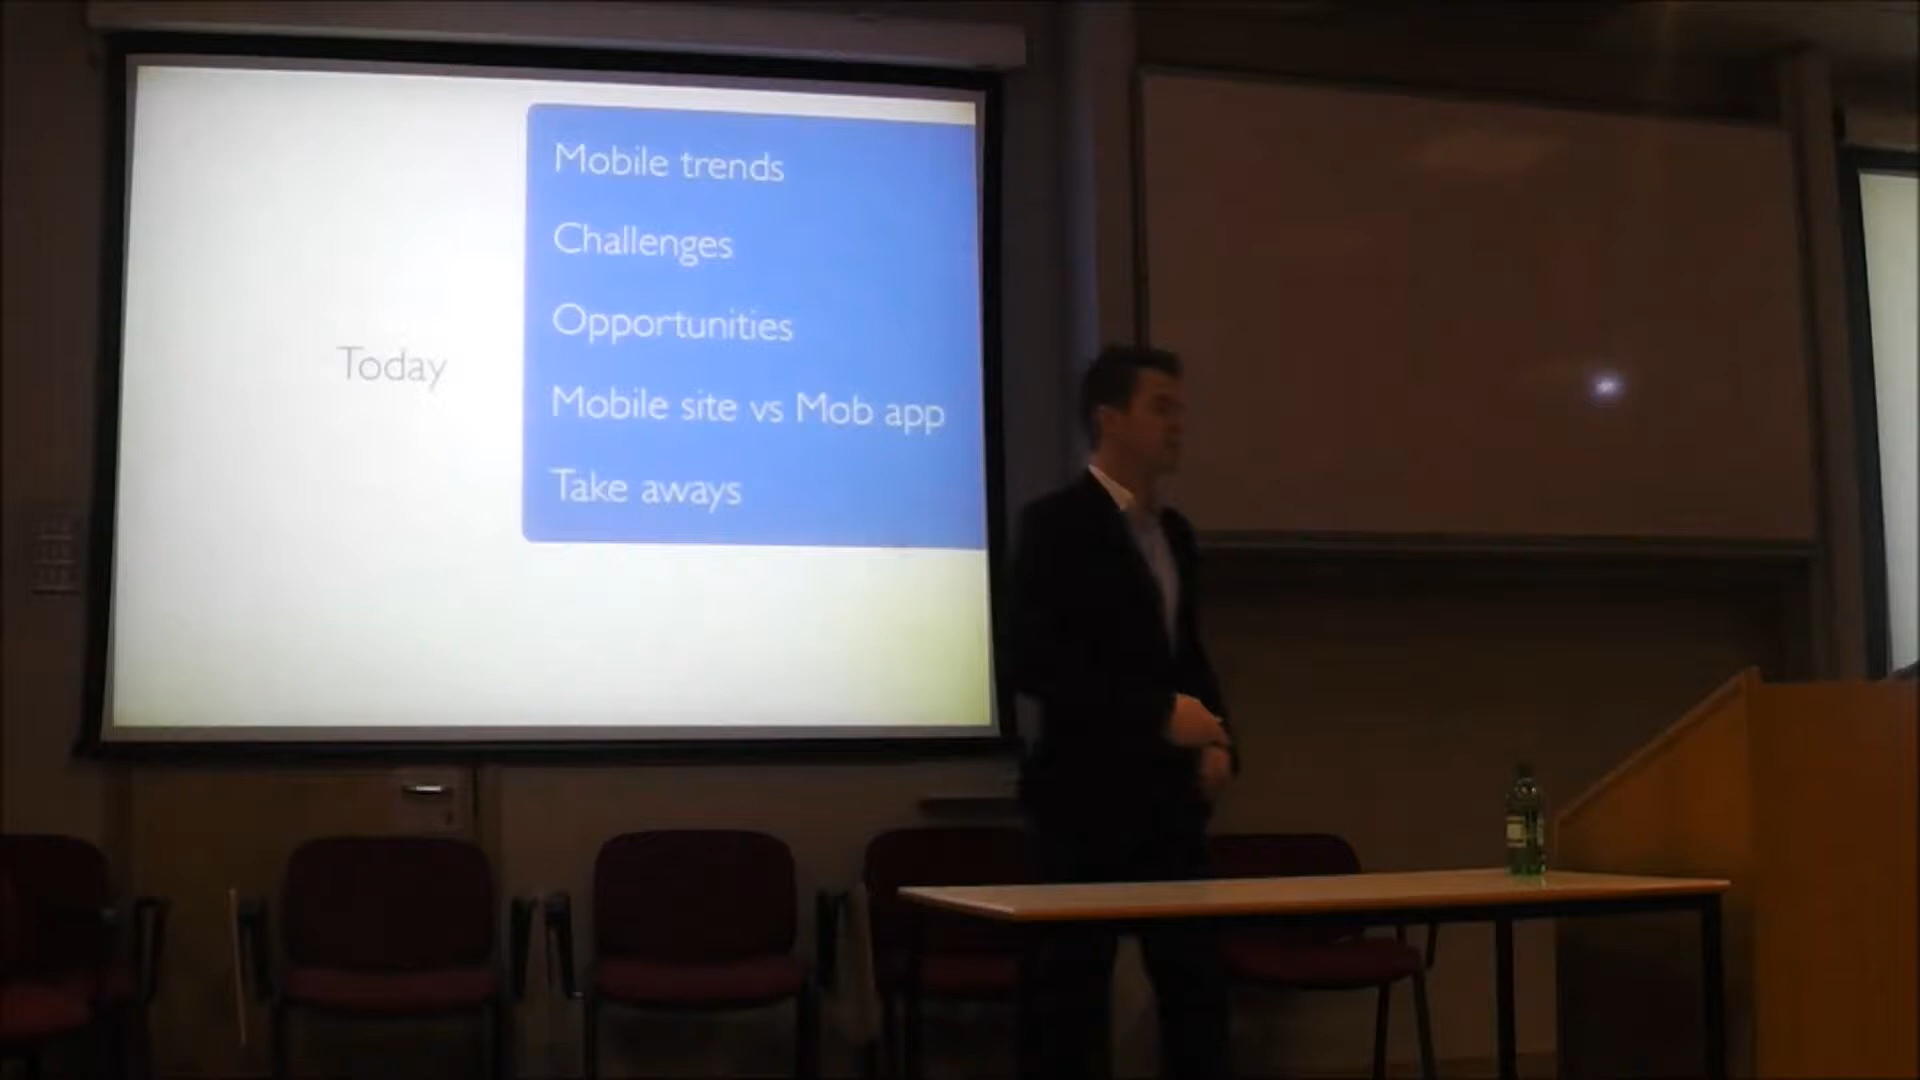 Today
Mobile trends
Challenges
Opportunities
Mobile site vs Mob app
Take aways